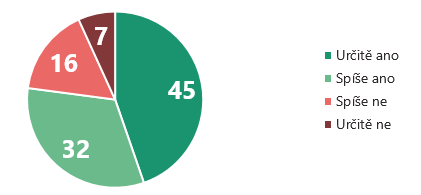 7
16
45
32
Určitě ano
Spíše ano
Spíše ne
Určitě ne